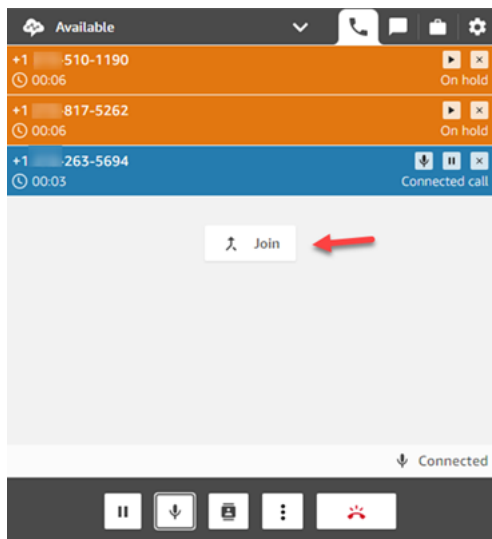 Available
+1 -510-1190
00:06
On hold
+1 -817-5262
00:06
On hold
+1 -263-5694
00:03
Connected call
Join
Connected